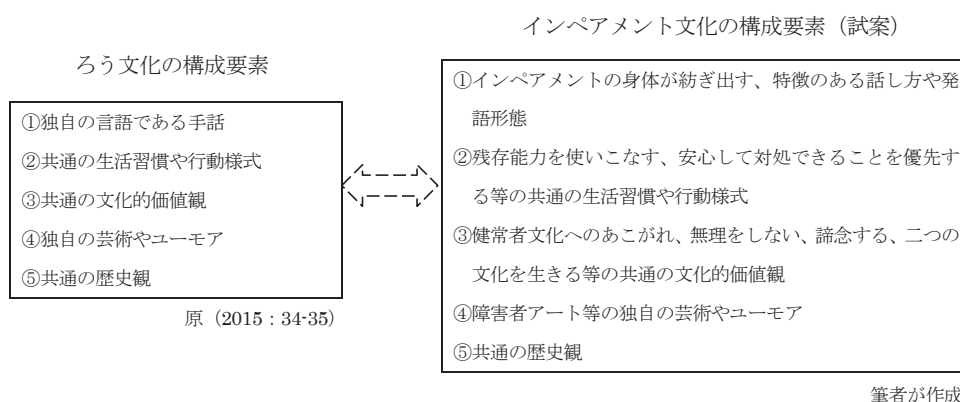 インペアメント文化の構成要素（試案）
ろう文化の構成要素
①独自の言語である手話
②共通の生活習慣や行動様式
③共通の文化的価値観
④独自の芸術やユーモア
⑤共通の歴史観
原（2015：34-35）
①インペアメントの身体が紡ぎ出す、特徴のある話し方や発
語形態
②残存能力を使いこなす、安心して対処できることを優先す
る等の共通の生活習慣や行動様式
③健常者文化へのあこがれ、無理をしない、諦念する、二つの
文化を生きる等の共通の文化的価値観
④障害者アート等の独自の芸術やユーモア
⑤共通の歴史観
筆者が作成